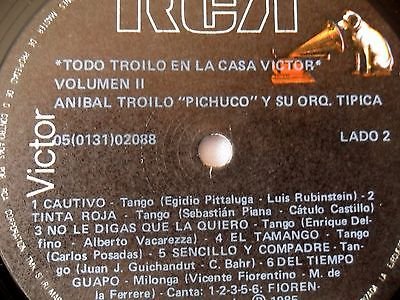 RCA
*TODO TROILO EN LA CASA VICTOR*
VOLUMEN II
ANIBAL TROILO "PICHUCO" Y SU ORQ. TIPICA
05(0131)02088
LADO 2
Victor
1 CAUTIVO - Tango (Egidio Pittaluga - Luis Rubinstein) - 2
TINTA ROJA - Tango (Sebastián Piana - Cátulo Castillo)
3 NO LE DIGAS QUE LA QUIERO - Tango (Enrique Del-
fino - Alberto Vacarezza) - 4 EL TAMANGO - Tango
(Carlos Posadas) - 5 SENCILLO Y COMPADRE - Tan-
go (Juan J. Guichandut - C. Bahr) - 6 DEL TIEMPO
GUAPO - Milonga (Vicente Fiorentino - M. de
la Ferrere) - Canta: 1-2-3-5-6: FIOREN-